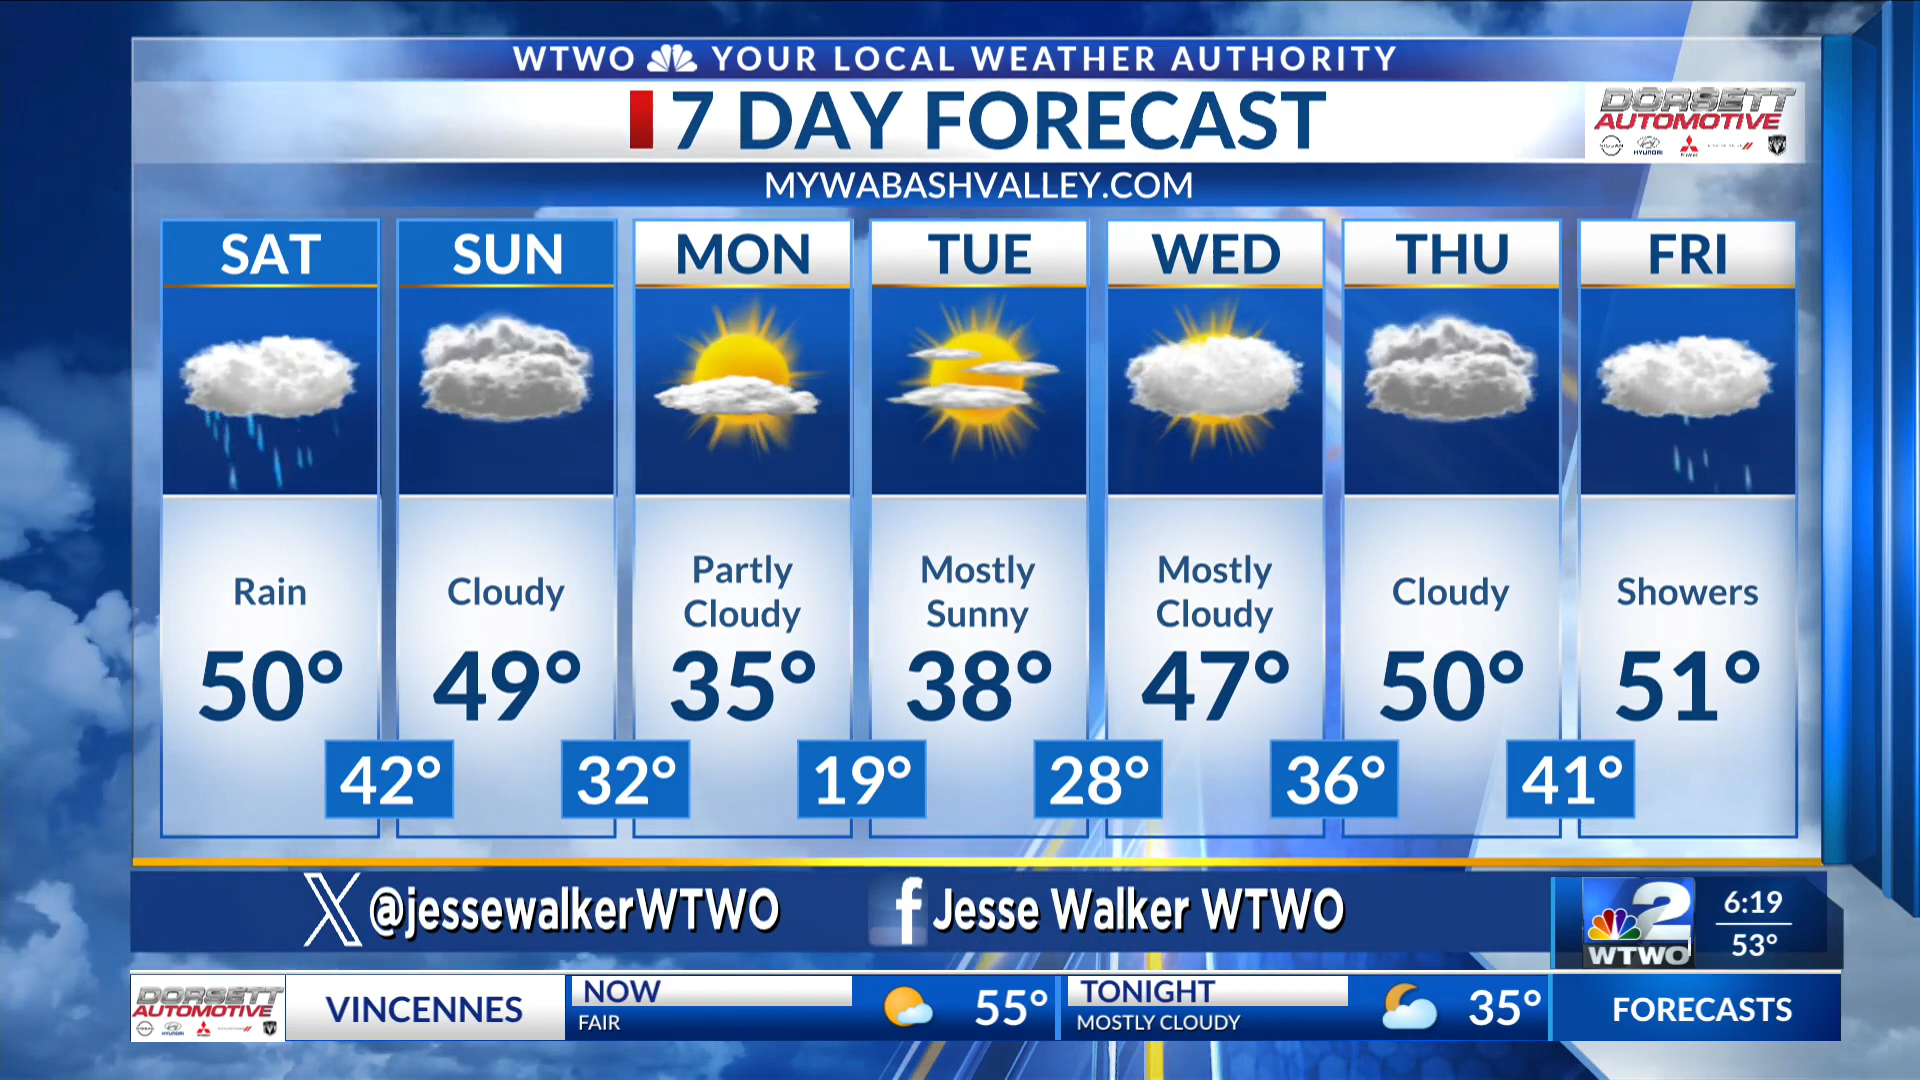 WTWO YOUR LOCAL WEATHER AUTHORITY
7 DAY FORECAST
DORSETT
AUTOMOTIVE
HYUNDAI
MYWABASHVALLEY.COM
SAT SUN MON TUE WED THU FRI
Rain
Cloudy
Partly
Cloudy
Mostly
Sunny
Mostly
Cloudy
Cloudy
Showers
50° 49° 35° 38° 47° 50° 51°
42° 32° 19° 28° 36° 41°
@jessewalkerWTWO
Jesse Walker WTWO
2
WTWO
6:19
53°
DORSETT
AUTOMOTIVE
HYUNDAI
VINCENNES
NOW
FAIR
55°
TONIGHT
MOSTLY CLOUDY
35°
FORECASTS